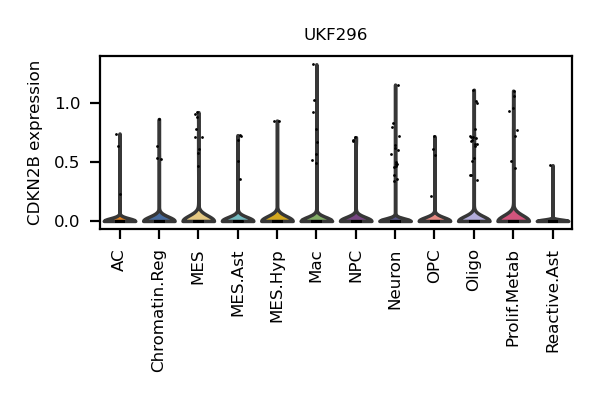 UKF296
CDKN2B expression
1.0
0.5
0.0
AC
Chromatin.Reg
MES
MES.Ast
MES.Hyp
Mac
NPC
Neuron
OPC
Oligo
Prolif.Metab
Reactive.Ast